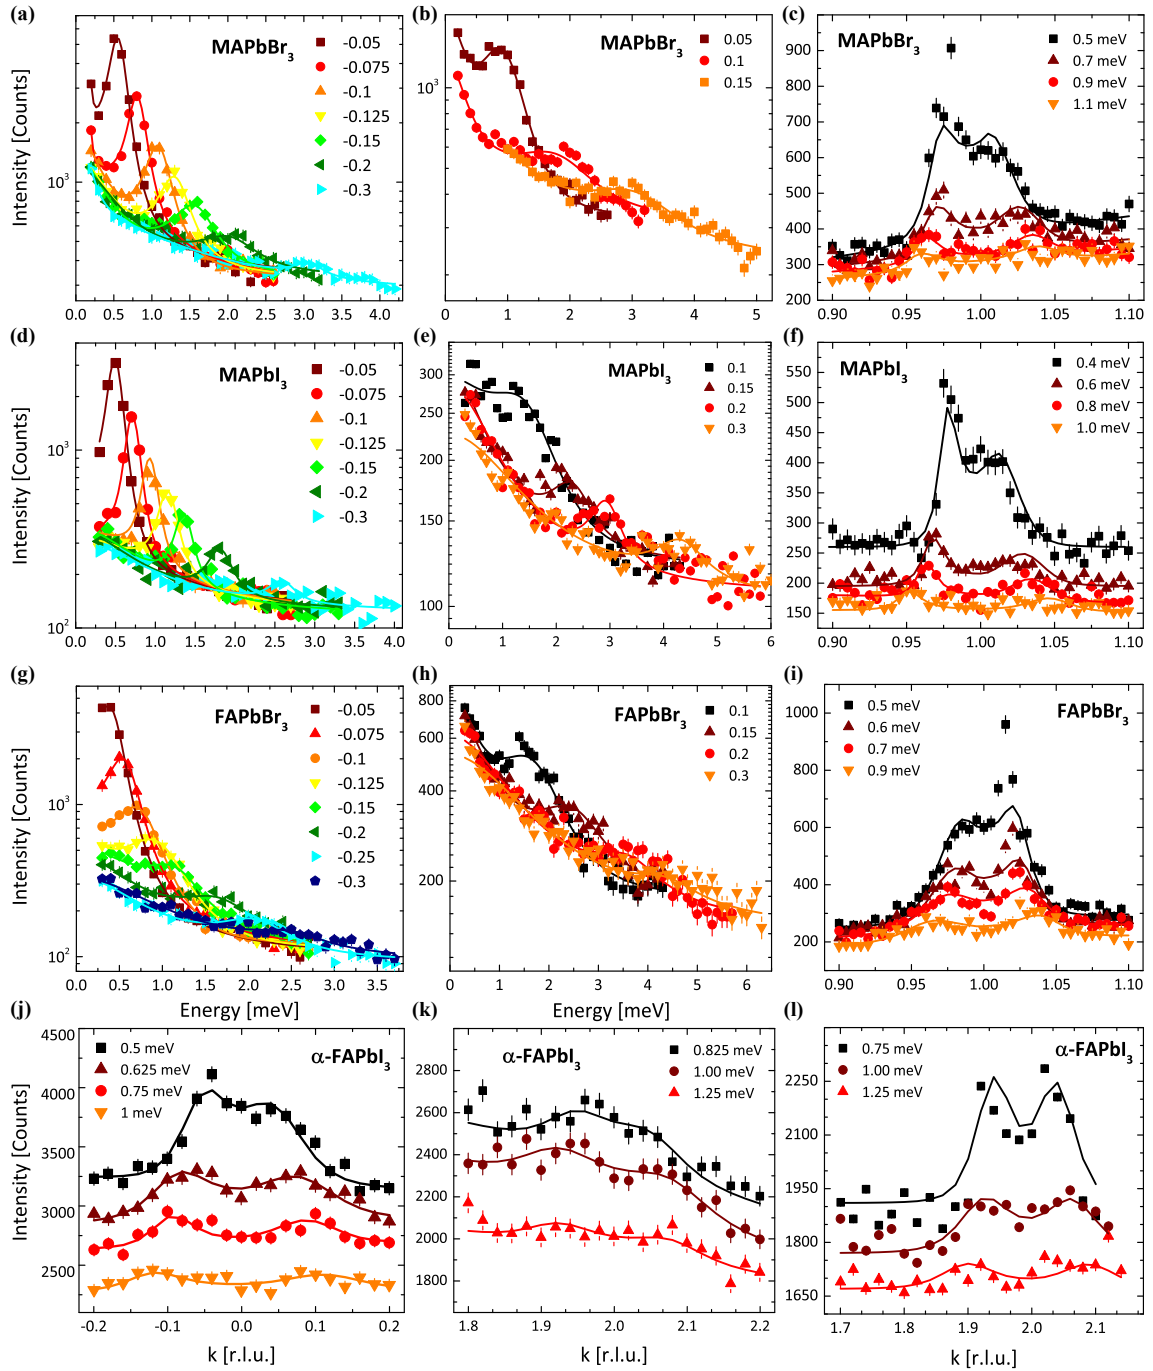 (a)
Intensity [Counts]
10³
MAPbBr₃
-0.05
-0.075
-0.1
-0.125
-0.15
-0.2
-0.3
0.0 0.5 1.0 1.5 2.0 2.5 3.0 3.5 4.0
(b)
10³
MAPbBr₃
0.05
0.1
0.15
0 1 2 3 4 5
(c)
MAPbBr₃
0.5 meV
0.7 meV
0.9 meV
1.1 meV
900
800
700
600
500
400
300
200
0.90 0.95 1.00 1.05 1.10
(d)
Intensity [Counts]
10³
10²
MAPbI₃
-0.05
-0.075
-0.1
-0.125
-0.15
-0.2
-0.3
0.0 0.5 1.0 1.5 2.0 2.5 3.0 3.5 4.0
(e)
300
250
200
150
100
MAPbI₃
0.1
0.15
0.2
0.3
0 1 2 3 4 5 6
(f)
MAPbI₃
0.4 meV
0.6 meV
0.8 meV
1.0 meV
550
500
450
400
350
300
250
200
150
0.90 0.95 1.00 1.05 1.10
(g)
Intensity [Counts]
10³
10²
FAPbBr₃
-0.05
-0.075
-0.1
-0.125
-0.15
-0.2
-0.25
-0.3
0.0 0.5 1.0 1.5 2.0 2.5 3.0 3.5
Energy [meV]
(h)
800
600
400
200
FAPbBr₃
0.1
0.15
0.2
0.3
0 1 2 3 4 5 6
Energy [meV]
(i)
FAPbBr₃
0.5 meV
0.6 meV
0.7 meV
0.9 meV
1000
800
600
400
200
0.90 0.95 1.00 1.05 1.10
(j)
Intensity [Counts]
4500
4000
3500
3000
2500
α-FAPbI₃
0.5 meV
0.625 meV
0.75 meV
1 meV
-0.2 -0.1 0.0 0.1 0.2
k [r.l.u.]
(k)
2800
2600
2400
2200
2000
1800
α-FAPbI₃
0.825 meV
1.00 meV
1.25 meV
1.8 1.9 2.0 2.1 2.2
k [r.l.u.]
(l)
2250
2100
1950
1800
1650
α-FAPbI₃
0.75 meV
1.00 meV
1.25 meV
1.7 1.8 1.9 2.0 2.1
k [r.l.u.]